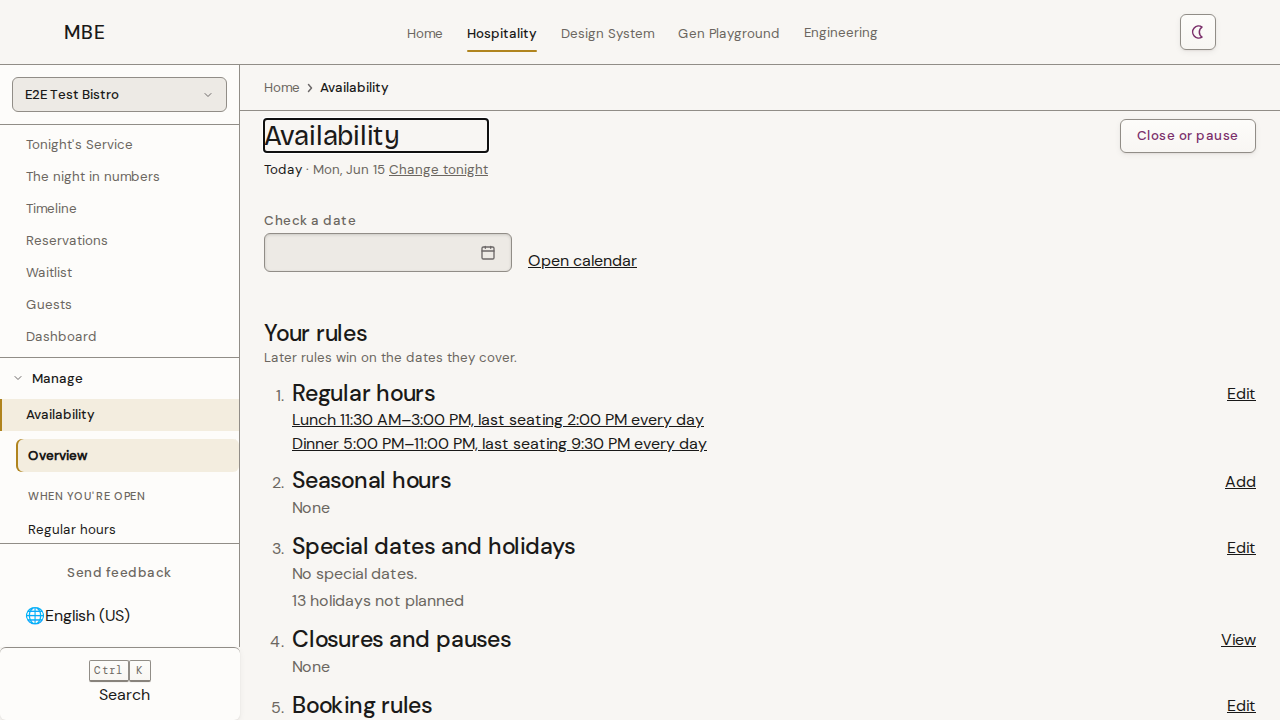 MBE
Home
Hospitality
Design System
Gen Playground
Engineering
E2E Test Bistro
Tonight's Service
The night in numbers
Timeline
Reservations
Waitlist
Guests
Dashboard
Manage
Availability
Overview
WHEN YOU'RE OPEN
Regular hours
Send feedback
English (US)
Ctrl K
Search
Home > Availability
Availability
Close or pause
Today · Mon, Jun 15 Change tonight
Check a date
Open calendar
Your rules
Later rules win on the dates they cover.
1. Regular hours Edit
Lunch 11:30 AM–3:00 PM, last seating 2:00 PM every day
Dinner 5:00 PM–11:00 PM, last seating 9:30 PM every day
2. Seasonal hours Add
None
3. Special dates and holidays Edit
No special dates.
13 holidays not planned
4. Closures and pauses View
None
5. Booking rules Edit